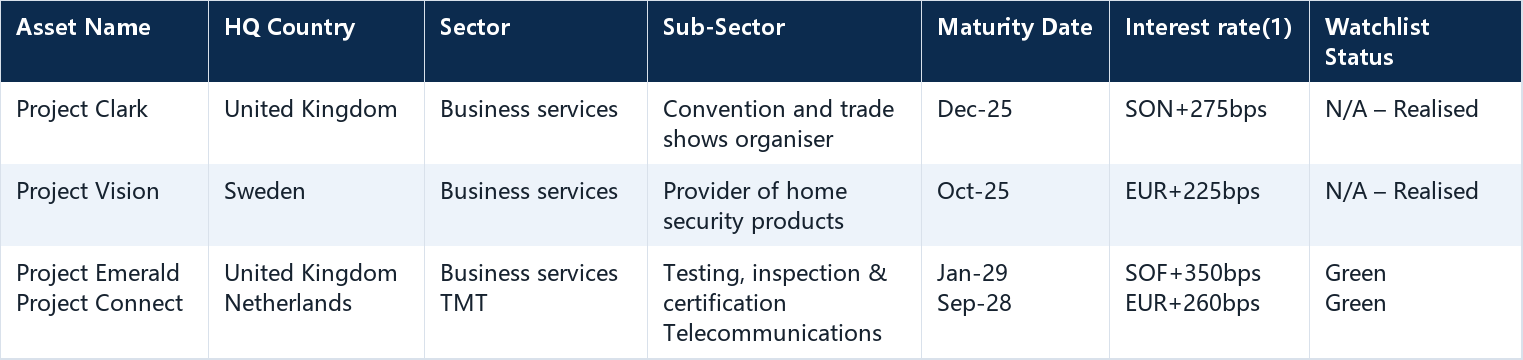 Asset Name HQ Country Sector Sub-Sector Maturity Date Interest rate(1) Watchlist
Status
Project Clark United Kingdom Business services Convention and trade Dec-25 SON+275bps N/A – Realised
shows organiser
Project Vision Sweden Business services Provider of home Oct-25 EUR+225bps N/A – Realised
security products
Project Emerald United Kingdom Business services Testing, inspection & Jan-29 SOF+350bps Green
Project Connect Netherlands TMT certification Sep-28 EUR+260bps Green
Telecommunications